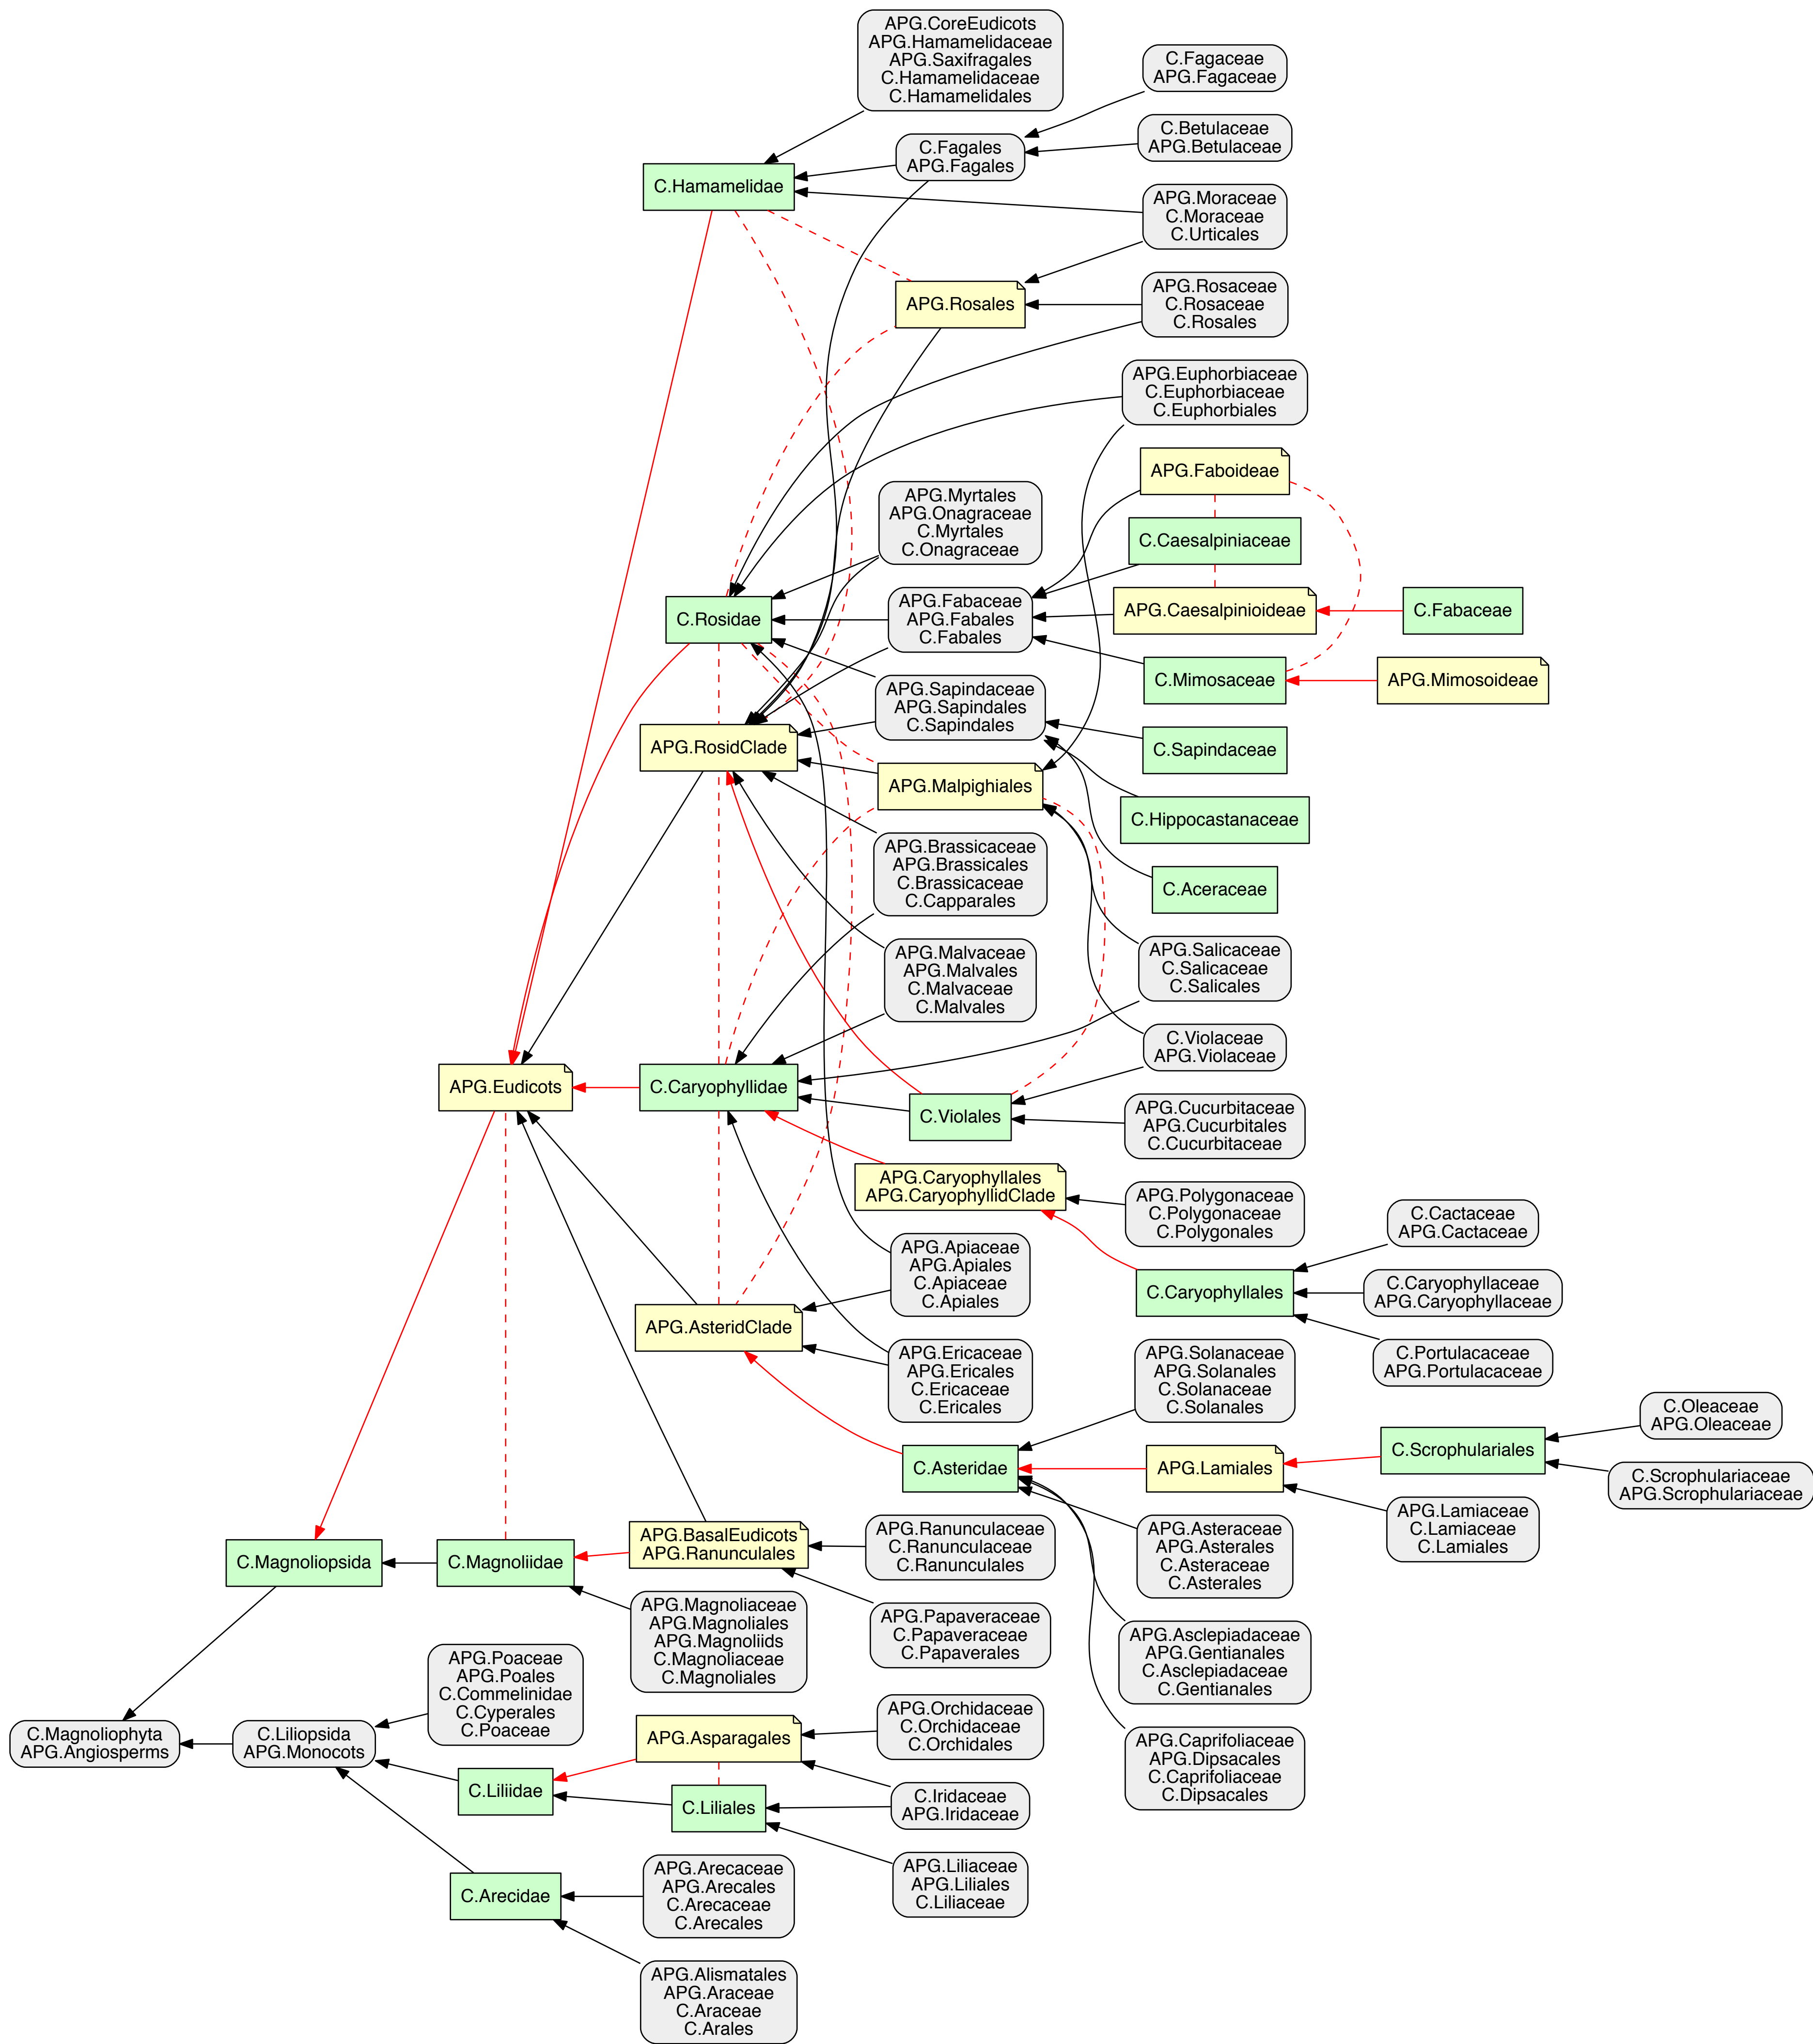 APG.CoreEudicots
APG.Hamamelidaceae
APG.Saxifragales
C.Hamamelidaceae
C.Hamamelidales
C.Fagaceae
APG.Fagaceae
C.Betulaceae
APG.Betulaceae
C.Fagales
APG.Fagales
C.Hamamelidae
APG.Moraceae
C.Moraceae
C.Urticales
APG.Rosales
APG.Rosaceae
C.Rosaceae
C.Rosales
APG.Euphorbiaceae
C.Euphorbiaceae
C.Euphorbiales
APG.Faboideae
APG.Myrtales
APG.Onagraceae
C.Myrtales
C.Onagraceae
C.Caesalpiniaceae
C.Rosidae
APG.Fabaceae
APG.Fabales
C.Fabales
APG.Caesalpinioideae
C.Fabaceae
C.Mimosaceae
APG.Mimosoideae
APG.Sapindaceae
APG.Sapindales
C.Sapindales
APG.RosidClade
C.Sapindaceae
APG.Malpighiales
C.Hippocastanaceae
APG.Brassicaceae
APG.Brassicales
C.Brassicaceae
C.Capparales
C.Aceraceae
APG.Malvaceae
APG.Malvales
C.Malvaceae
C.Malvales
APG.Salicaceae
C.Salicaceae
C.Salicales
C.Violaceae
APG.Violaceae
APG.Eudicots
C.Caryophyllidae
C.Violales
APG.Cucurbitaceae
APG.Cucurbitales
C.Cucurbitaceae
APG.Caryophyllales
APG.CaryophyllidClade
APG.Polygonaceae
C.Polygonaceae
C.Polygonales
C.Cactaceae
APG.Cactaceae
APG.Apiaceae
APG.Apiales
C.Apiaceae
C.Apiales
C.Caryophyllales
C.Caryophyllaceae
APG.Caryophyllaceae
APG.AsteridClade
C.Portulacaceae
APG.Portulacaceae
APG.Ericaceae
APG.Ericales
C.Ericaceae
C.Ericales
APG.Solanaceae
APG.Solanales
C.Solanaceae
C.Solanales
C.Oleaceae
APG.Oleaceae
C.Asteridae
APG.Lamiales
C.Scrophulariales
C.Scrophulariaceae
APG.Scrophulariaceae
APG.Lamiaceae
C.Lamiaceae
C.Lamiales
C.Magnoliopsida
C.Magnoliidae
APG.BasalEudicots
APG.Ranunculales
APG.Ranunculaceae
C.Ranunculaceae
C.Ranunculales
APG.Asteraceae
APG.Asterales
C.Asteraceae
C.Asterales
APG.Magnoliaceae
APG.Magnoliales
APG.Magnoliids
C.Magnoliaceae
C.Magnoliales
APG.Papaveraceae
C.Papaveraceae
C.Papaverales
APG.Asclepiadaceae
APG.Gentianales
C.Asclepiadaceae
C.Gentianales
APG.Poaceae
APG.Poales
C.Commelinidae
C.Cyperales
C.Poaceae
C.Magnoliophyta
APG.Angiosperms
C.Liliopsida
APG.Monocots
APG.Asparagales
APG.Orchidaceae
C.Orchidaceae
C.Orchidales
APG.Caprifoliaceae
APG.Dipsacales
C.Caprifoliaceae
C.Dipsacales
C.Liliidae
C.Liliales
C.Iridaceae
APG.Iridaceae
APG.Liliaceae
APG.Liliales
C.Liliaceae
C.Arecidae
APG.Arecaceae
APG.Arecales
C.Arecaceae
C.Arecales
APG.Alismatales
APG.Araceae
C.Araceae
C.Arales